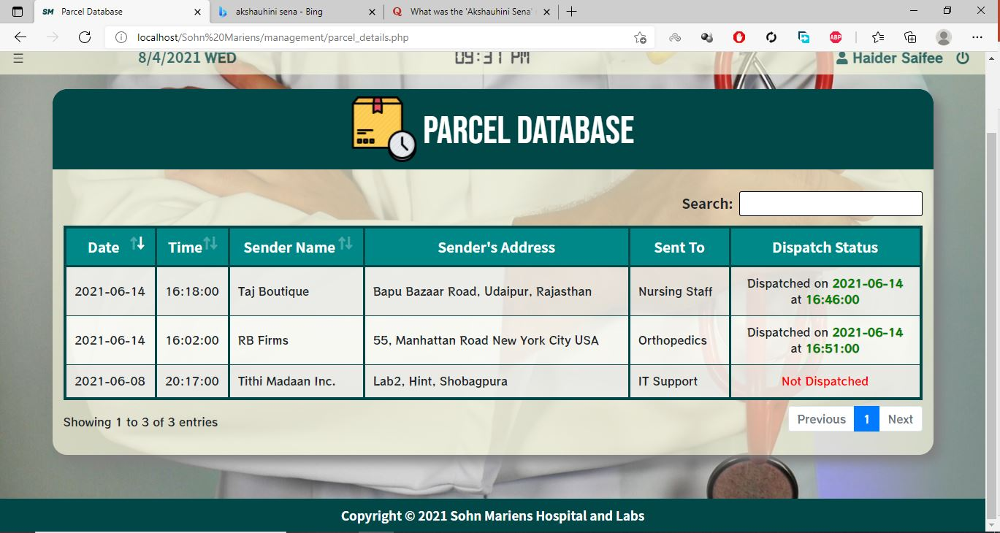 SM Parcel Database
akshauhini sena - Bing
What was the 'Akshauhini Sena'
localhost/Sohn%20Mariens/management/parcel_details.php
ABP
8/4/2021 WED 09:31 PM Haider Saifee
PARCEL DATABASE
Search:
Date Time Sender Name Sender's Address Sent To Dispatch Status
2021-06-14 16:18:00 Taj Boutique Bapu Bazaar Road, Udaipur, Rajasthan Nursing Staff Dispatched on 2021-06-14
at 16:46:00
2021-06-14 16:02:00 RB Firms 55, Manhattan Road New York City USA Orthopedics Dispatched on 2021-06-14
at 16:51:00
2021-06-08 20:17:00 Tithi Madaan Inc. Lab2, Hint, Shobagpura IT Support Not Dispatched
Showing 1 to 3 of 3 entries Previous 1 Next
Copyright © 2021 Sohn Mariens Hospital and Labs